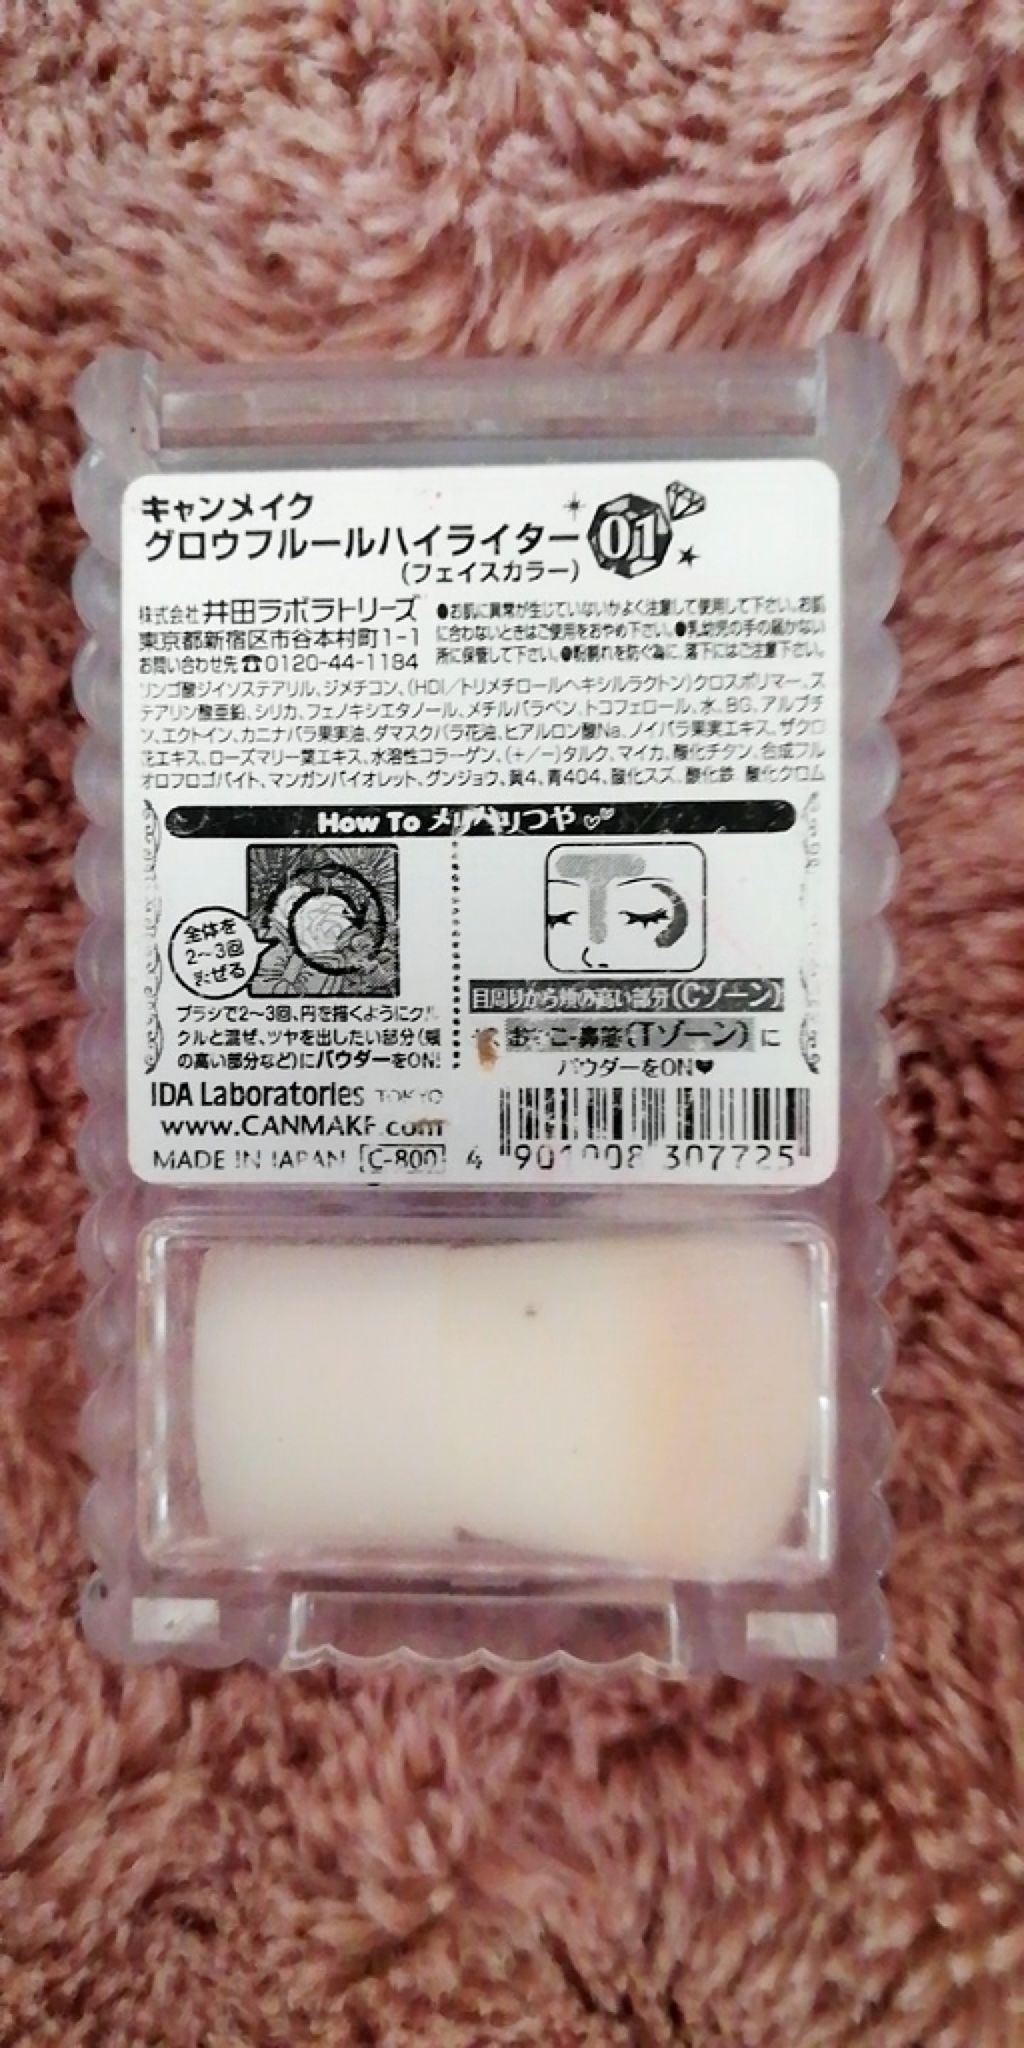 キャンメイク
グロウフルールハイライター 01
(フェイスカラー)
株式会社 井田ラボラトリーズ
東京都新宿区市谷本村町1-1
お問い合わせ先☎0120-44-1184
●お肌に異常が生じていないかよく注意して使用して下さい。お肌
に合わないときはご使用をおやめ下さい。●乳幼児の手の届かない
所に保管して下さい。●粉割れを防ぐ為に、落下にはご注意下さい。
リンゴ酸ジイソステアリル、ジメチコン、(HDI/トリメチロールヘキシルラクトン)クロスポリマー、ス
テアリン酸亜鉛、シリカ、フェノキシエタノール、メチルパラベン、トコフェロール、水、BG、アルブチ
ン、エクトイン、カニナバラ果実油、ダマスクバラ花油、ヒアルロン酸Na、ノイバラ果実エキス、ザクロ
花エキス、ローズマリー葉エキス、水溶性コラーゲン、(+/-)タルク、マイカ、酸化チタン、合成フル
オロフロゴパイト、マンガンバイオレット、グンジョウ、黄4、青404、酸化スズ、酸化鉄、酸化クロム
How To メリハリつや
全体を
2〜3回
まぜる
ブラシで2〜3回、円を描くようにクル
クルと混ぜ、ツヤを出したい部分(頬
の高い部分など)にパウダーをON!
T
目周りから頬の高い部分(Cゾーン)
おでこ・鼻筋(Tゾーン)に
パウダーをON♥
IDA Laboratories TOKYO
www.CANMAKE.com
MADE IN JAPAN C-800
4 901008 307725